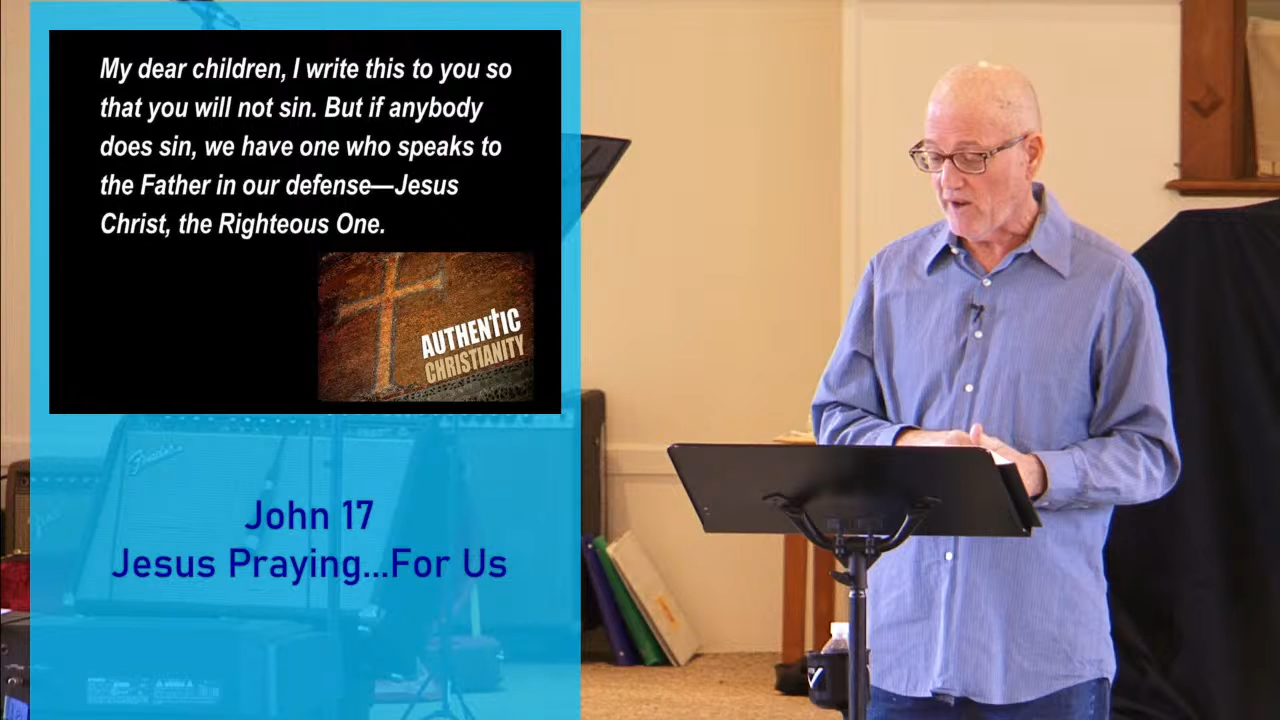 My dear children, I write this to you so
that you will not sin. But if anybody
does sin, we have one who speaks to
the Father in our defense—Jesus
Christ, the Righteous One.
AUTHENTIC
CHRISTIANITY
Fender
John 17
Jesus Praying...For Us